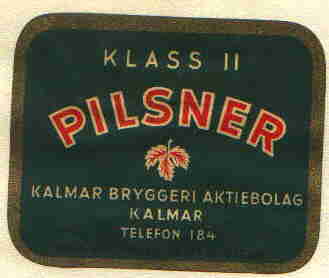 KLASS II
PILSNER
KALMAR BRYGGERI AKTIEBOLAG
KALMAR
TELEFON 184